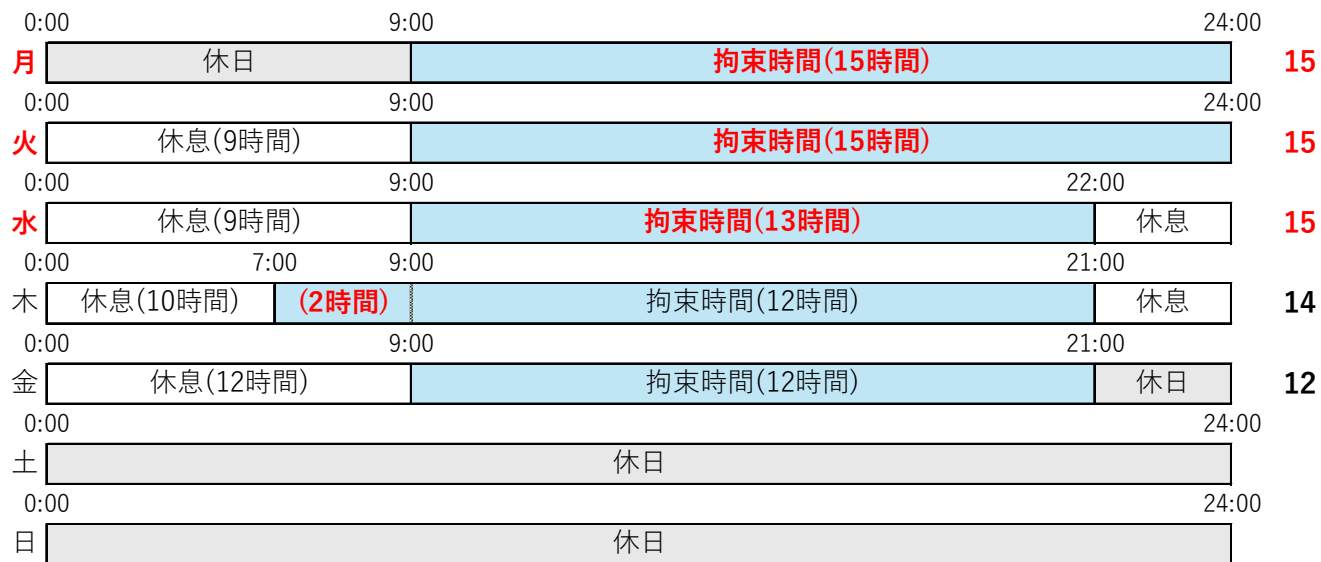 0:00 9:00 24:00
月 休日 拘束時間(15時間) 15
0:00 9:00 24:00
火 休息(9時間) 拘束時間(15時間) 15
0:00 9:00 22:00
水 休息(9時間) 拘束時間(13時間) 休息 15
0:00 7:00 9:00 21:00
木 休息(10時間) (2時間) 拘束時間(12時間) 休息 14
0:00 9:00 21:00
金 休息(12時間) 拘束時間(12時間) 休日 12
0:00 24:00
土 休日
0:00 24:00
日 休日